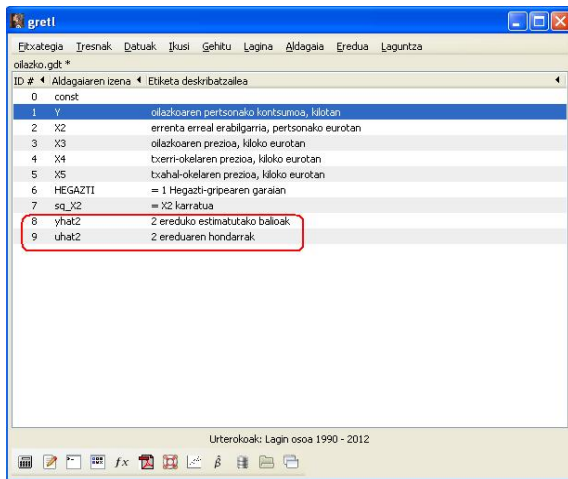 gretl
Fitxategia Tresnak Datuak Ikusi Gehitu Lagina Aldagaia Eredua Laguntza
oilazko.gdt *
ID # Aldagaiaren izena Etiketa deskribatzailea
0 const
1 Y oilazkoaren pertsonako kontsumoa, kilotan
2 X2 errenta erreal erabilgarria, pertsonako eurotan
3 X3 oilazkoaren prezioa, kiloko eurotan
4 X4 txerri-okelaren prezioa, kiloko eurotan
5 X5 txahal-okelaren prezioa, kiloko eurotan
6 HEGAZTI = 1 Hegazti-gripearen garaian
7 sq_X2 = X2 karratua
8 yhat2 2 ereduko estimatutako balioak
9 uhat2 2 ereduaren hondarrak
Urterokoak: Lagin osoa 1990 - 2012
fx β̂